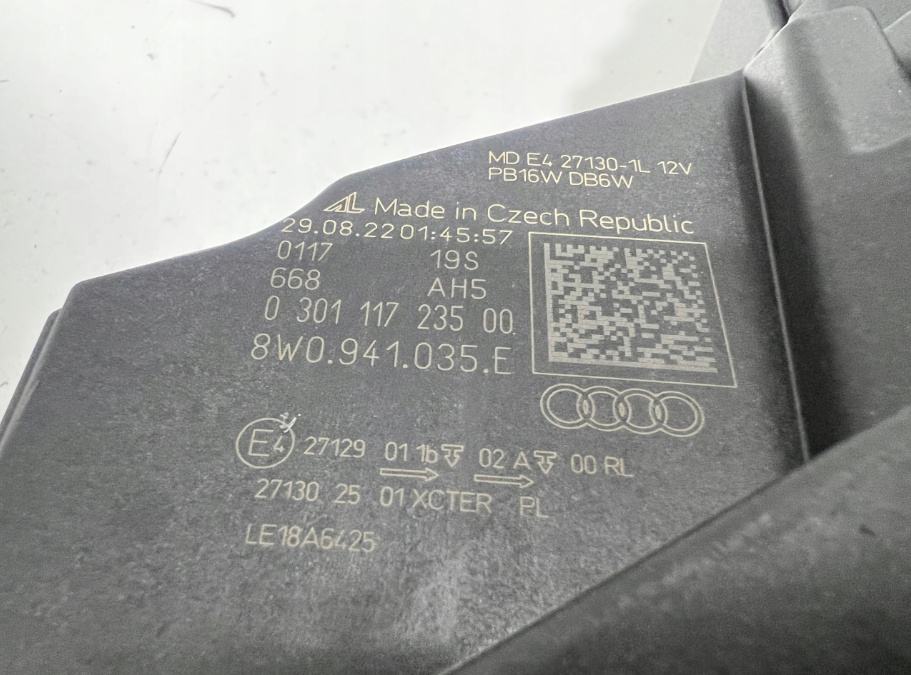 MD E4 27130-1L 12V
PB16W DB6W
AL Made in Czech Republic
29.08.22 01:45:57
0117 19S
668 AH5
0 301 117 235 00
8W0.941.035.E
E4 27129 01 1b 02 A 00 RL
27130 25 01 XCTER PL
LE18A6425